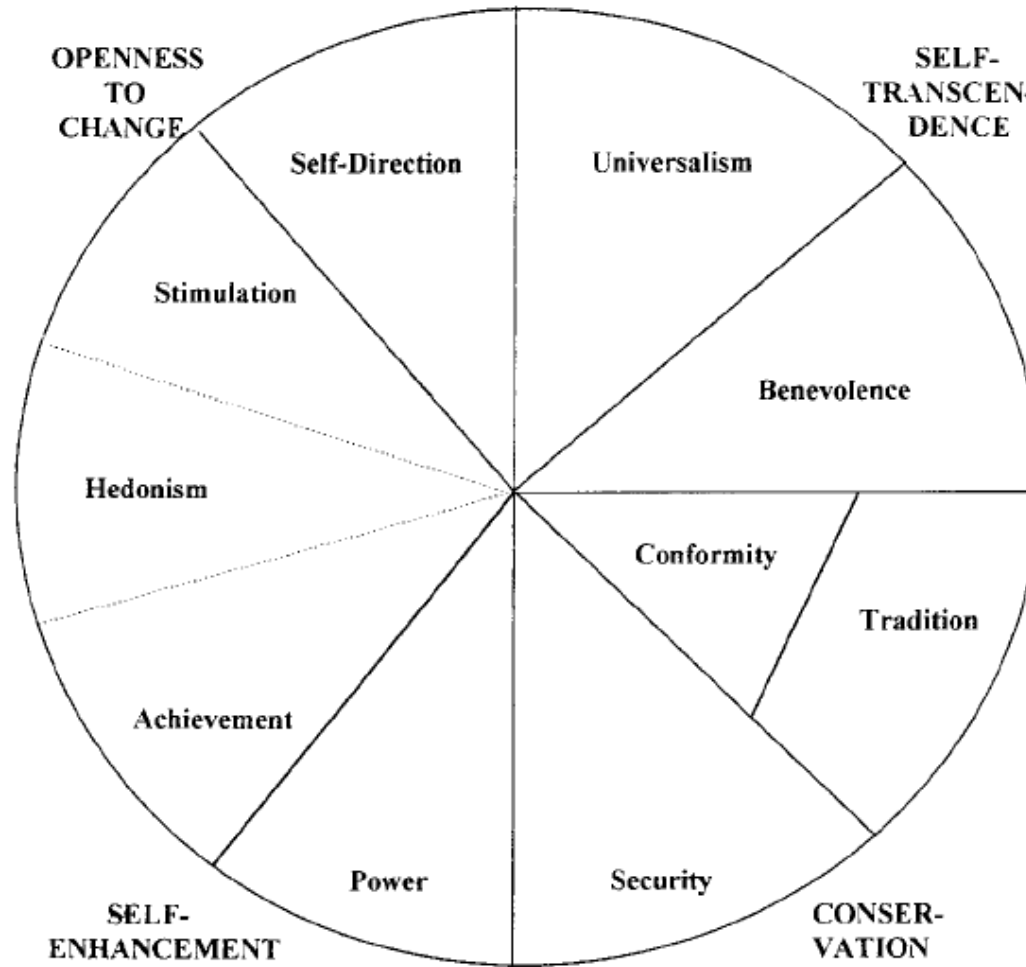 OPENNESS
TO
CHANGE
SELF-
TRANSCEN-
DENCE
Self-Direction
Universalism
Stimulation
Benevolence
Hedonism
Conformity
Tradition
Achievement
Power
Security
SELF-
ENHANCEMENT
CONSER-
VATION